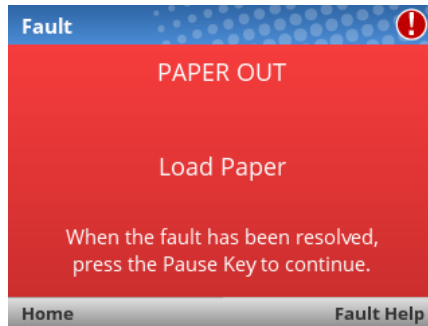 Fault
PAPER OUT
Load Paper
When the fault has been resolved,
press the Pause Key to continue.
Home
Fault Help